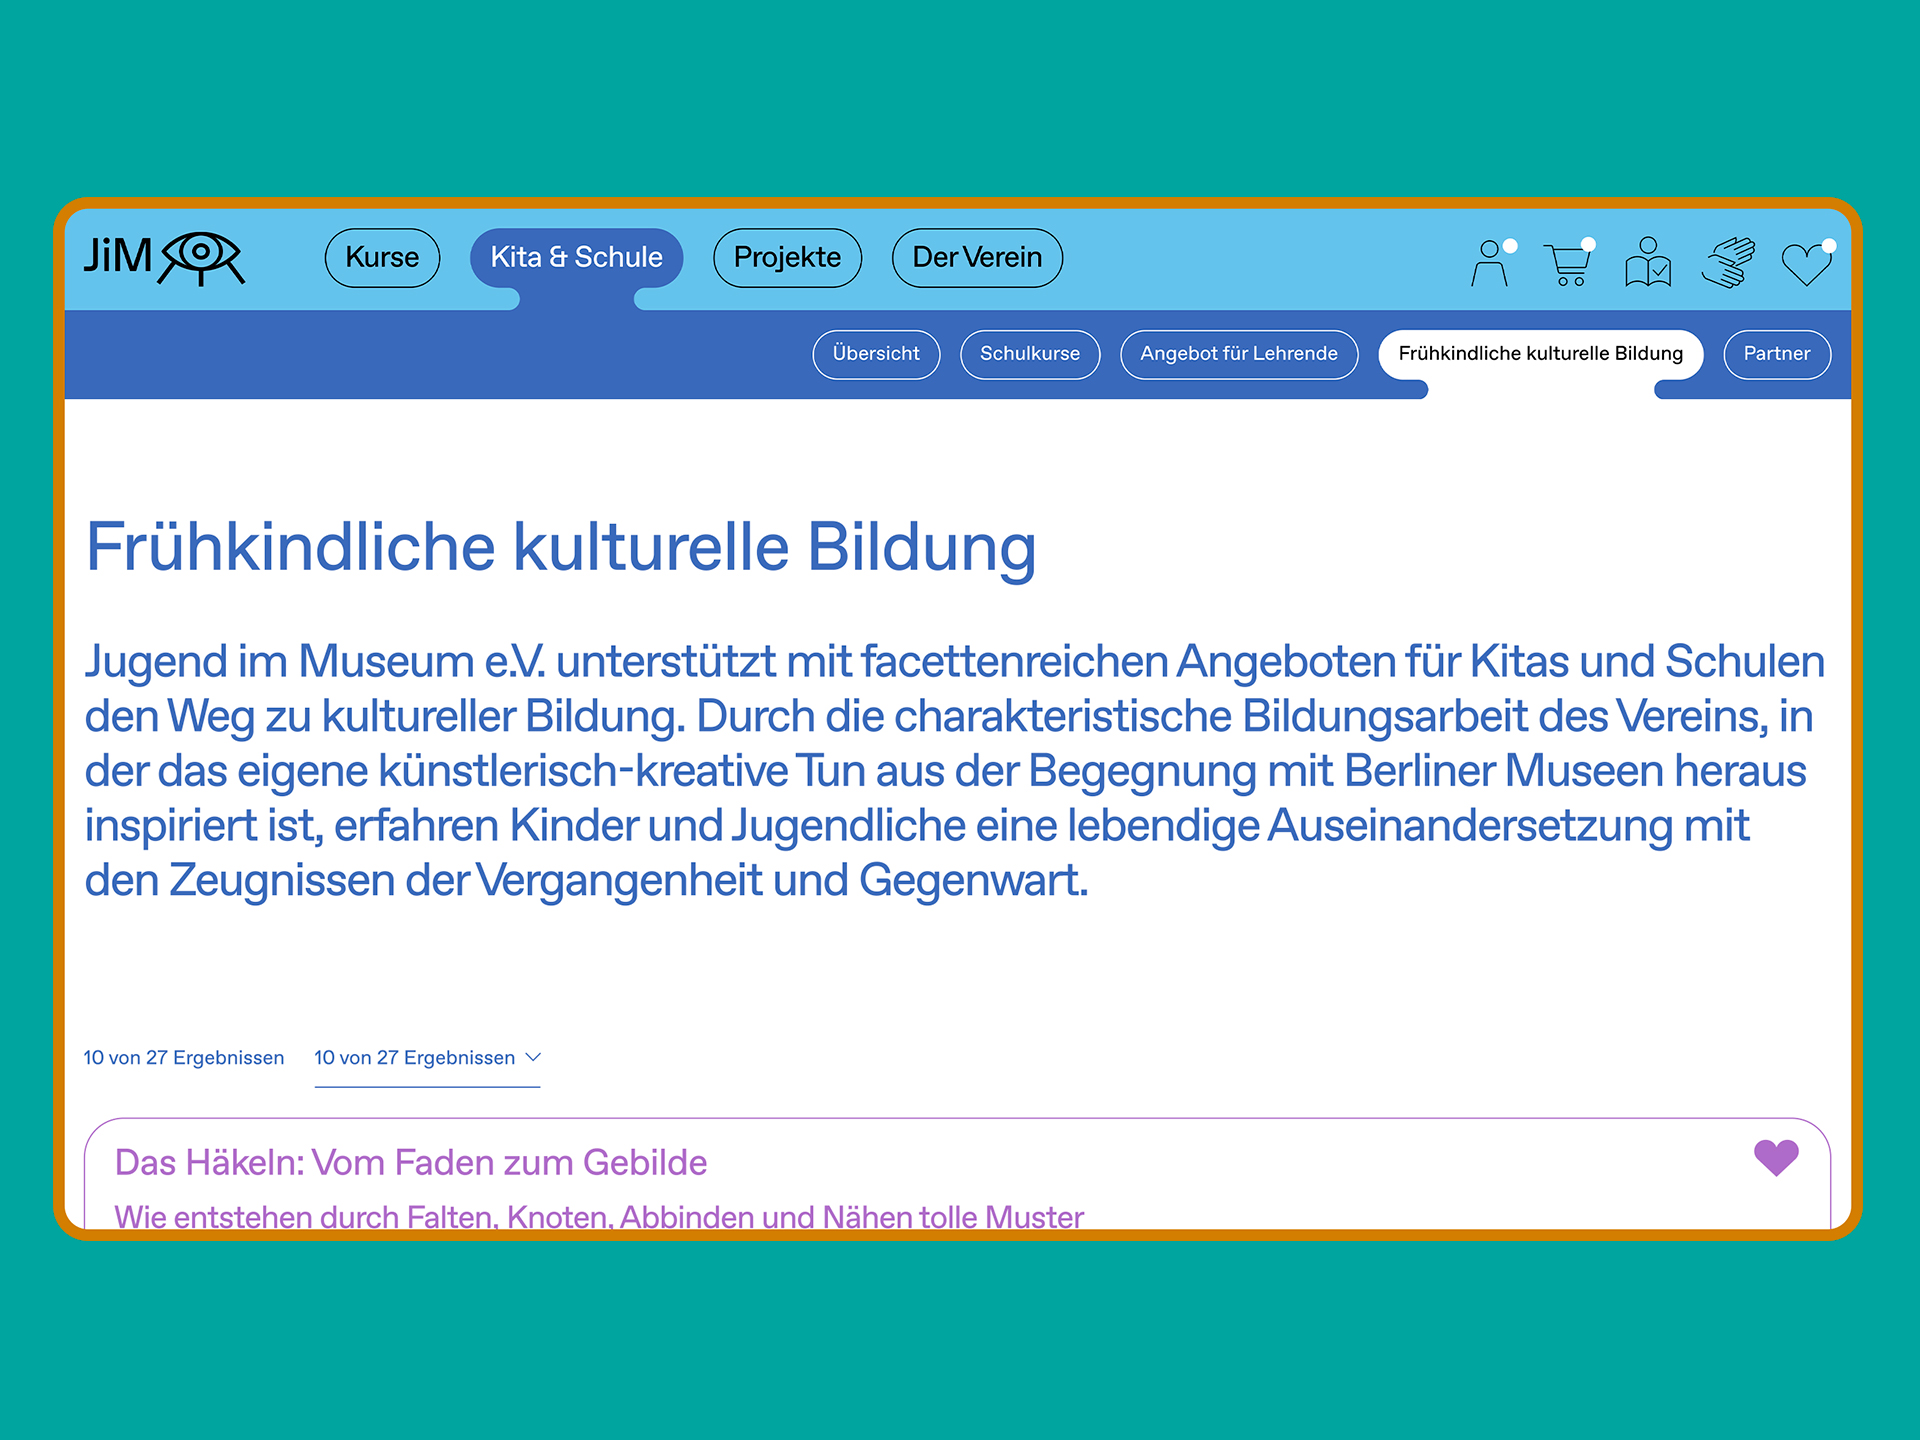 JiM
Kurse
Kita & Schule
Projekte
Der Verein
Übersicht
Schulkurse
Angebot für Lehrende
Frühkindliche kulturelle Bildung
Partner
Frühkindliche kulturelle Bildung
Jugend im Museum e.V. unterstützt mit facettenreichen Angeboten für Kitas und Schulen
den Weg zu kultureller Bildung. Durch die charakteristische Bildungsarbeit des Vereins, in
der das eigene künstlerisch-kreative Tun aus der Begegnung mit Berliner Museen heraus
inspiriert ist, erfahren Kinder und Jugendliche eine lebendige Auseinandersetzung mit
den Zeugnissen der Vergangenheit und Gegenwart.
10 von 27 Ergebnissen
10 von 27 Ergebnissen
Das Häkeln: Vom Faden zum Gebilde
Wie entstehen durch Falten, Knoten, Abbinden und Nähen tolle Muster